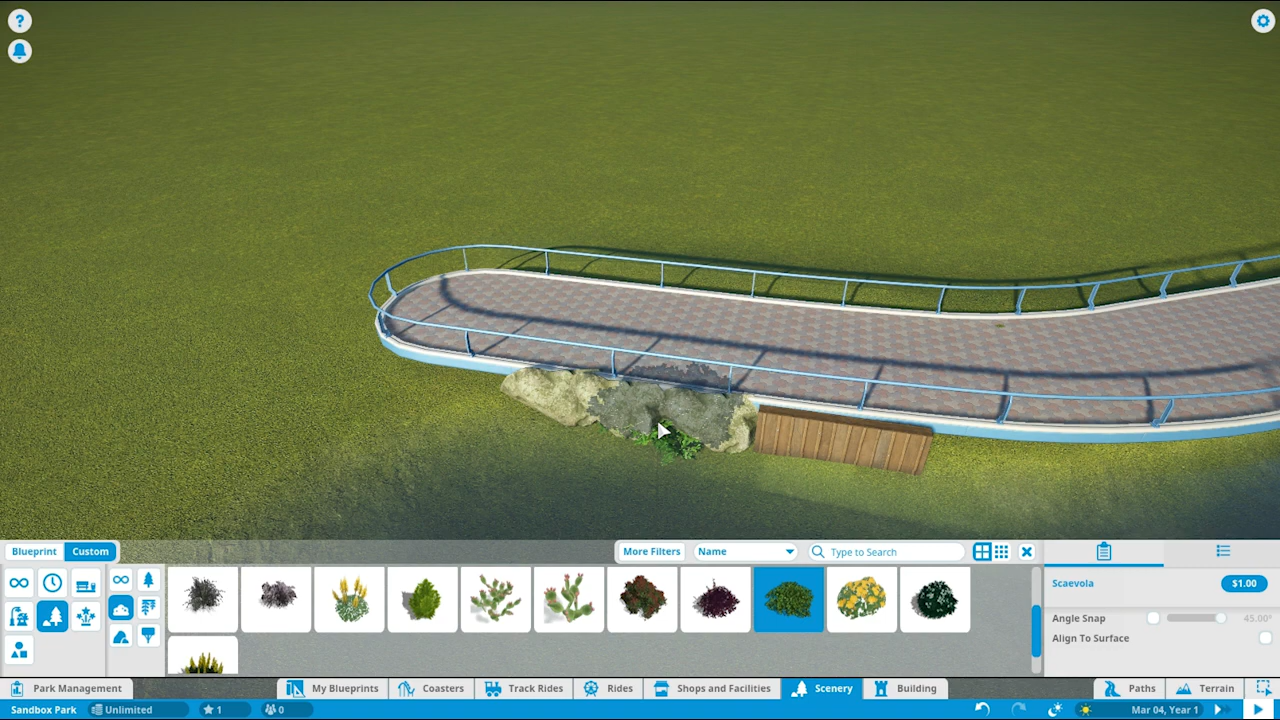 ?
Blueprint Custom More Filters Name Type to Search
Scaevola $1.00
Angle Snap 45.00°
Align To Surface
Park Management My Blueprints Coasters Track Rides Rides Shops and Facilities Scenery Building Paths Terrain
Sandbox Park Unlimited 1 0 Mar 04, Year 1